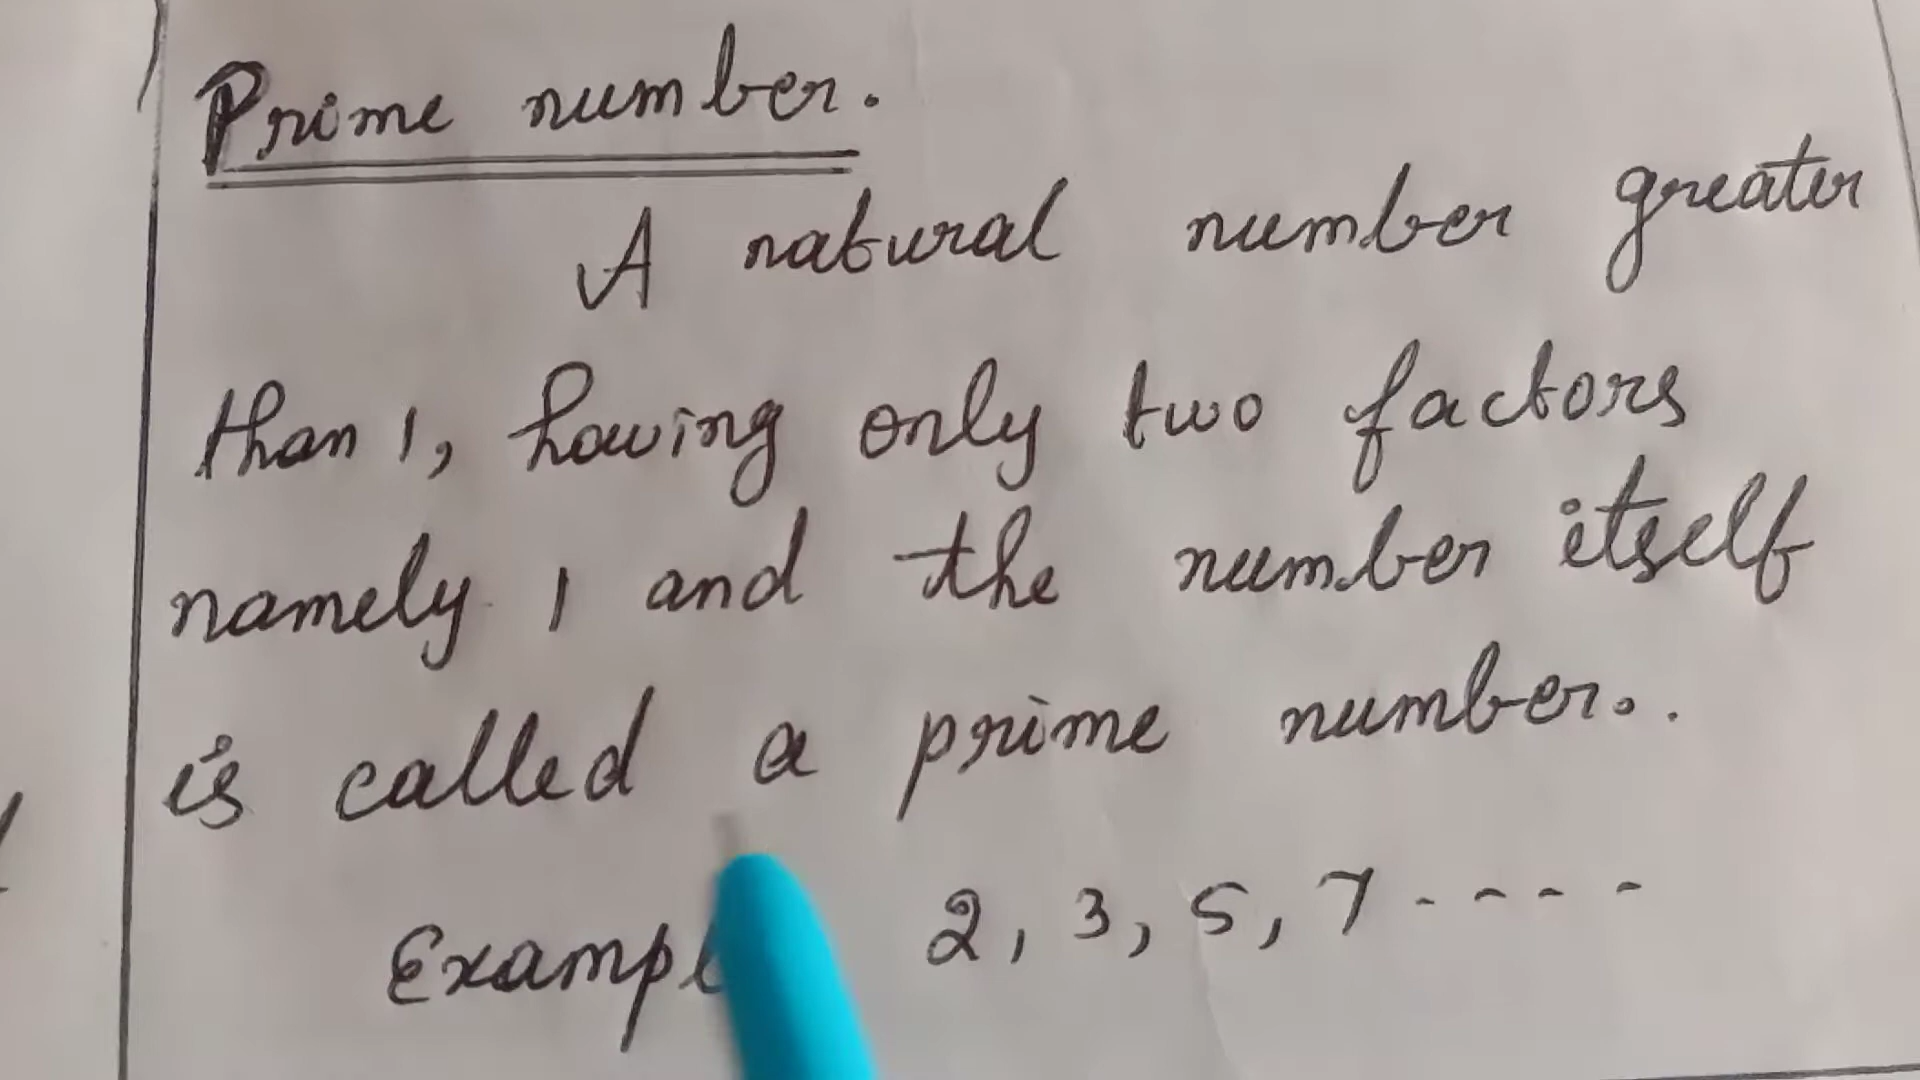 Prime number.
A natural number greater
than 1, having only two factors
namely 1 and the number itself
is called a prime number..
Exampl 2, 3, 5, 7 - - - -